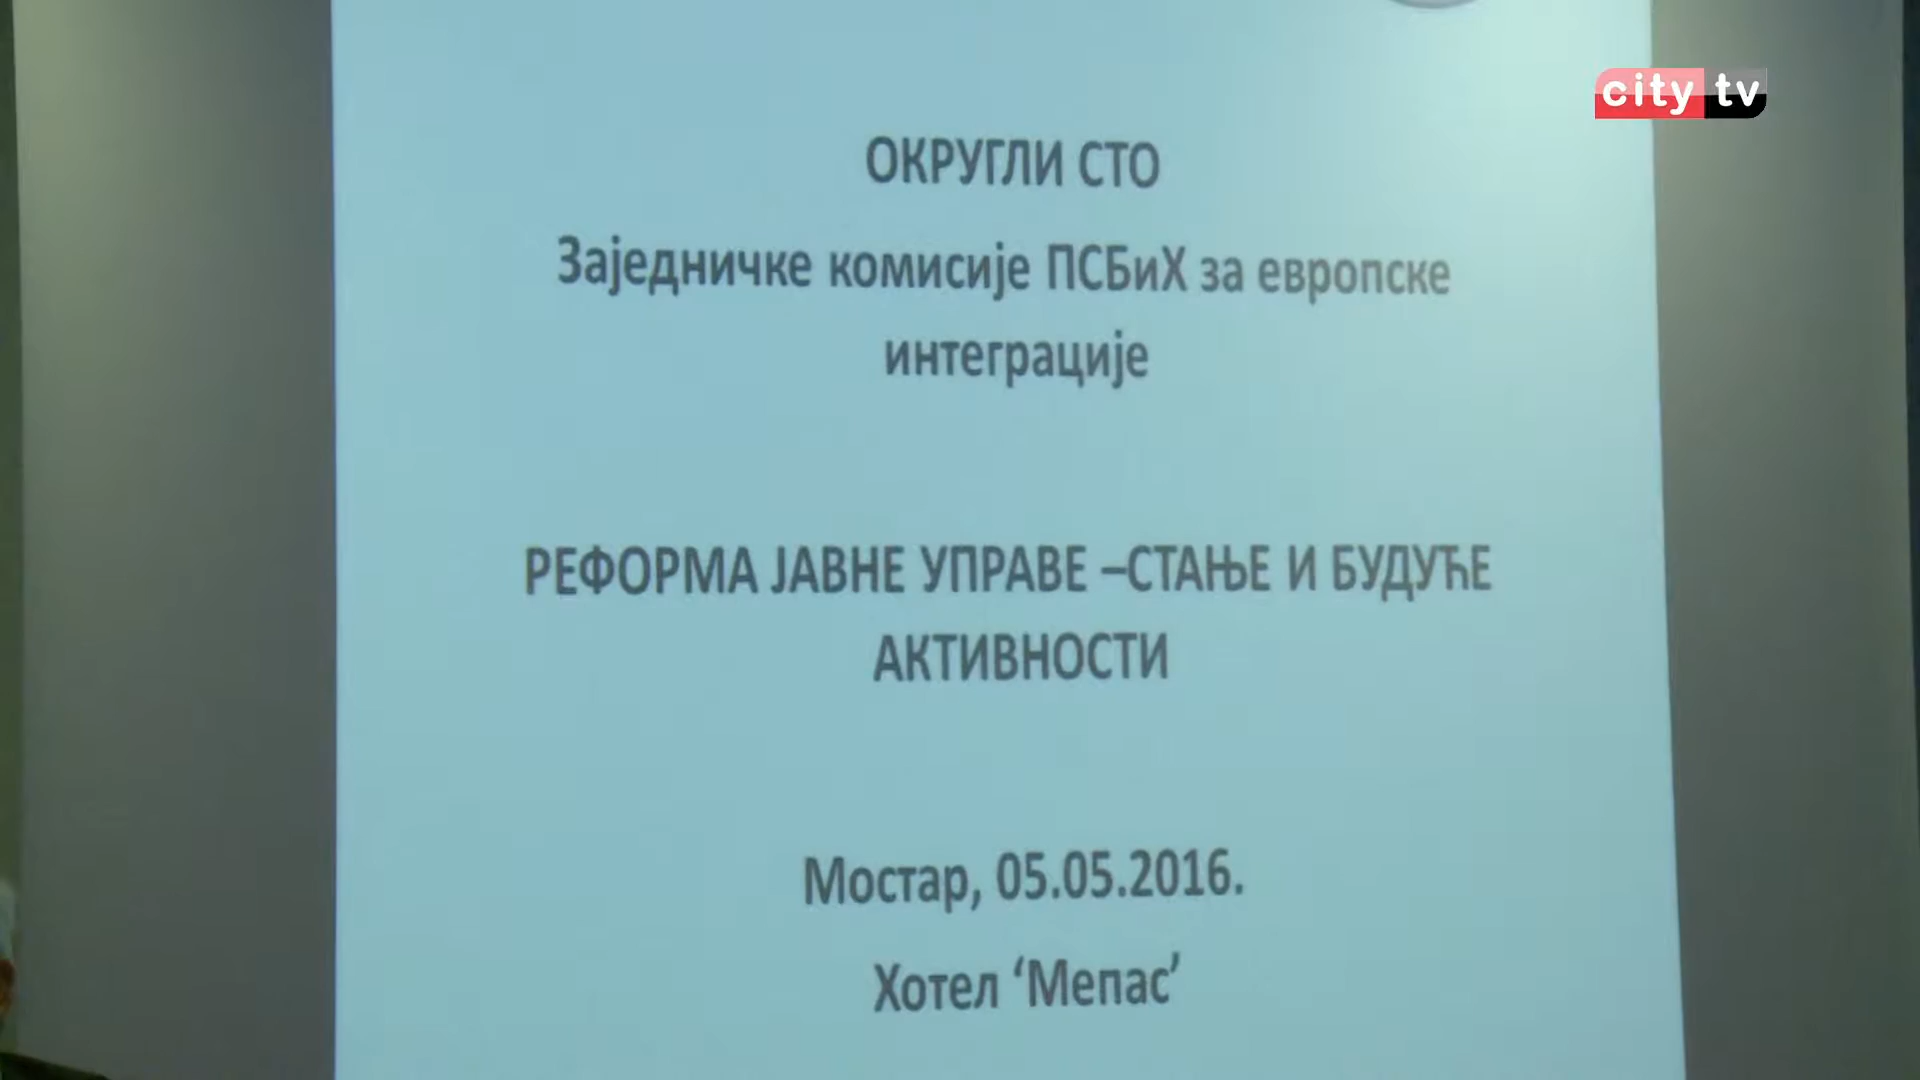 city tv
ОКРУГЛИ СТО
Заједничке комисије ПСБиХ за европске
интеграције
РЕФОРМА ЈАВНЕ УПРАВЕ –СТАЊЕ И БУДУЋЕ
АКТИВНОСТИ
Мостар, 05.05.2016.
Хотел ‘Мепас’